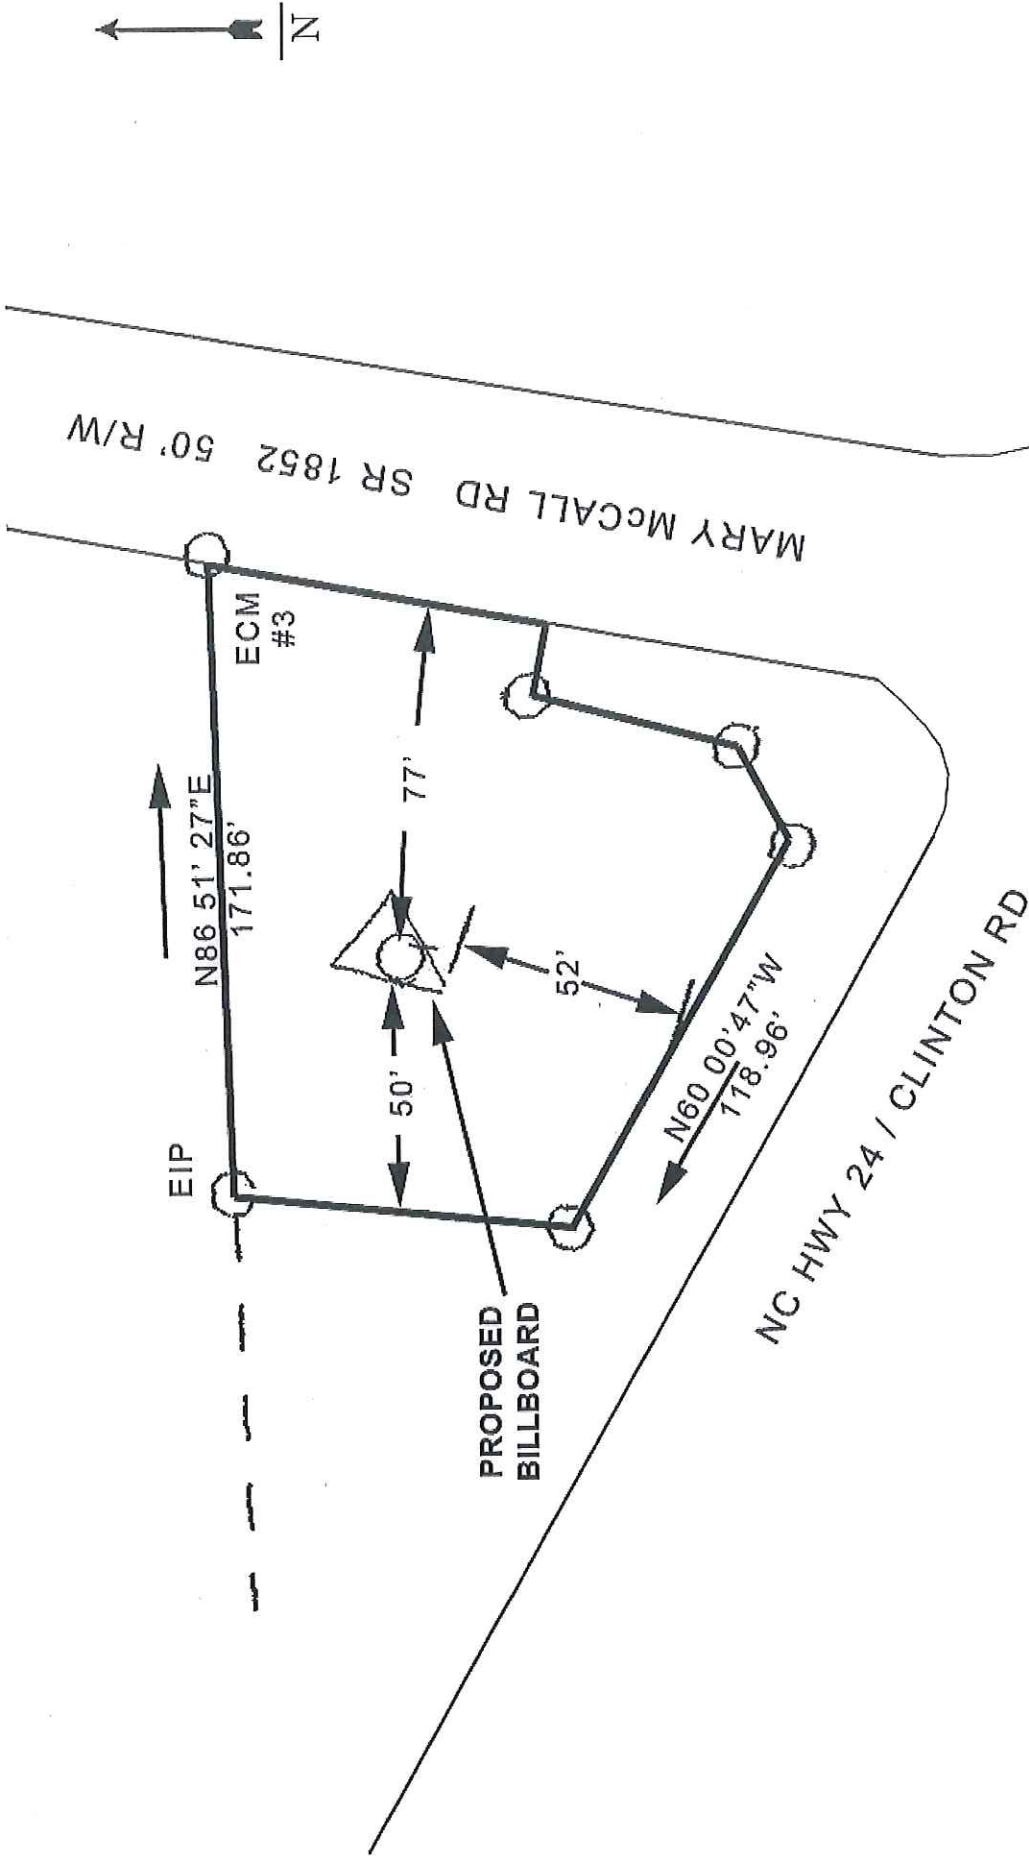 N
MARY McCALL RD SR 1852 50' R/W
ECM
#3
N86 51' 27"E
171.86'
77'
50'
52'
EIP
N60 00'47"W
118.96'
PROPOSED
BILLBOARD
NC HWY 24 / CLINTON RD